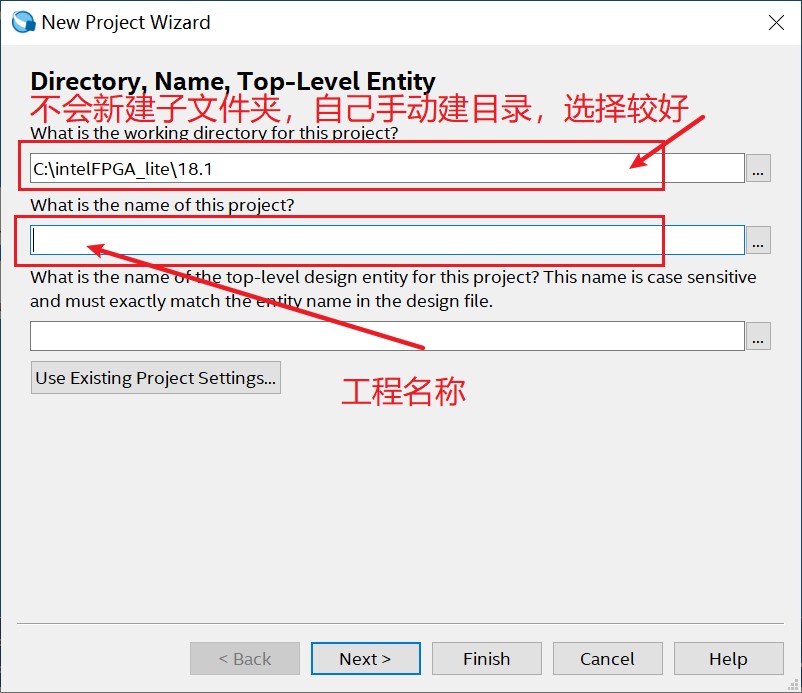 New Project Wizard
Directory, Name, Top-Level Entity
不会新建子文件夹，自己手动建目录，选择较好
What is the working directory for this project?
C:\intelFPGA_lite\18.1
...
What is the name of this project?
...
What is the name of the top-level design entity for this project? This name is case sensitive
and must exactly match the entity name in the design file.
...
Use Existing Project Settings...
工程名称
< Back
Next >
Finish
Cancel
Help